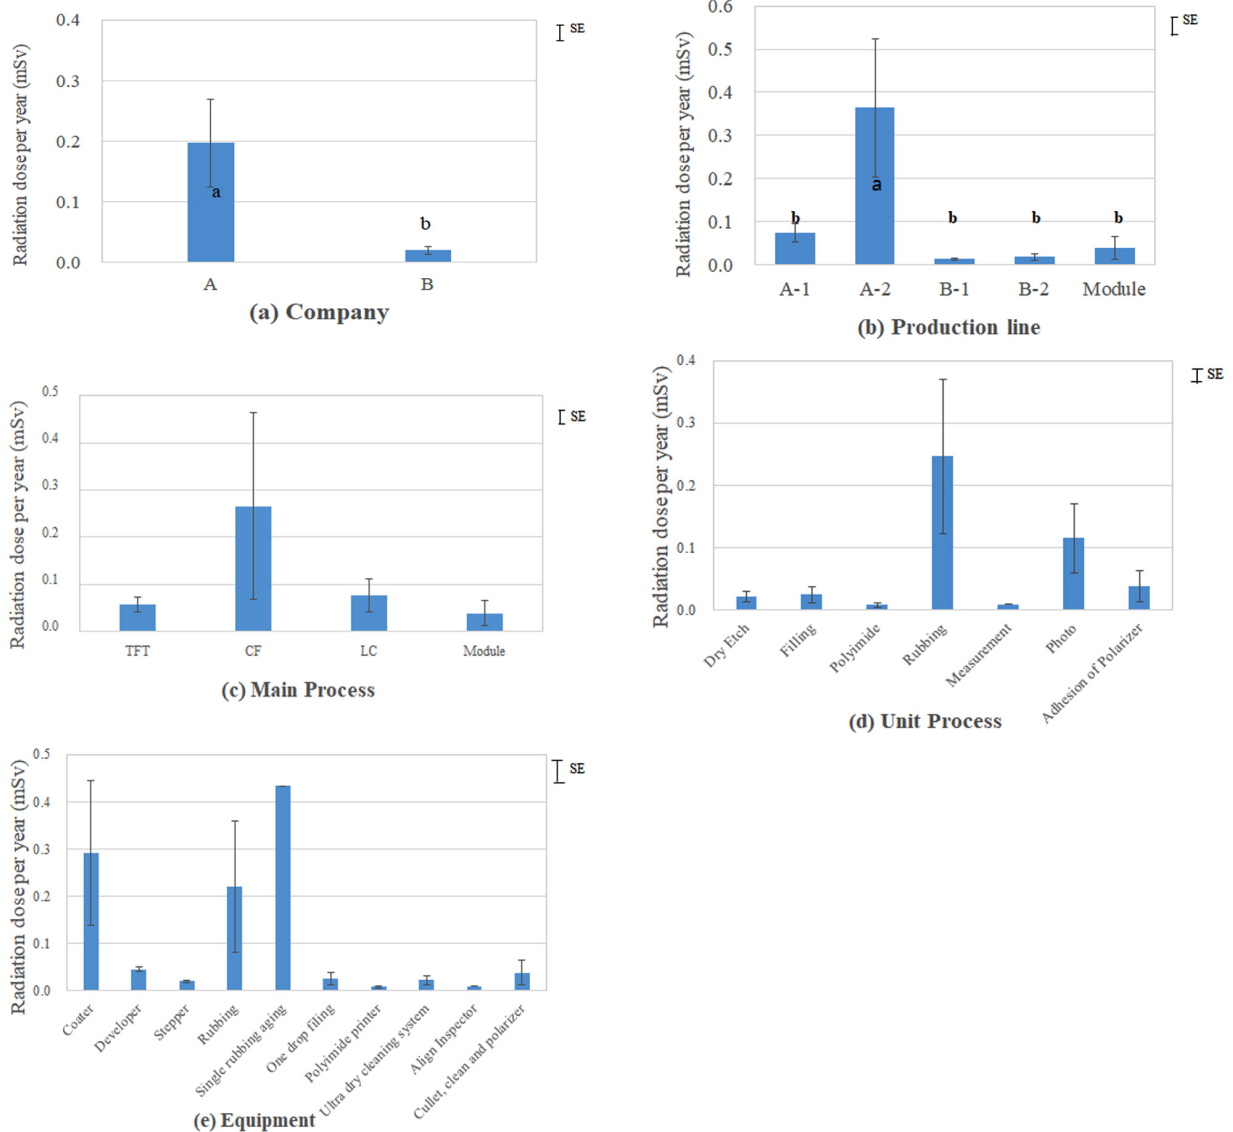 0.4
0.3
0.2
0.1
0.0
Radiation dose per year (mSv)
SE
a
b
A
B
(a) Company
0.6
0.5
0.4
0.3
0.2
0.1
0.0
Radiation dose per year (mSv)
SE
b
a
b
b
b
A-1
A-2
B-1
B-2
Module
(b) Production line
0.5
0.4
0.3
0.2
0.1
0.0
Radiation dose per year (mSv)
SE
TFT
CF
LC
Module
(c) Main Process
0.4
0.3
0.2
0.1
0.0
Radiation dose per year (mSv)
SE
Dry Etch
Filling
Polyimide
Rubbing
Measurement
Photo
Adhesion of Polarizer
(d) Unit Process
0.5
0.4
0.3
0.2
0.1
0.0
Radiation dose per year (mSv)
SE
Coater
Developer
Stepper
Rubbing
Single rubbing aging
One drop filing
Polyimide printer
Ultra dry cleaning system
Align Inspector
Cullet, clean and polarizer
(e) Equipment